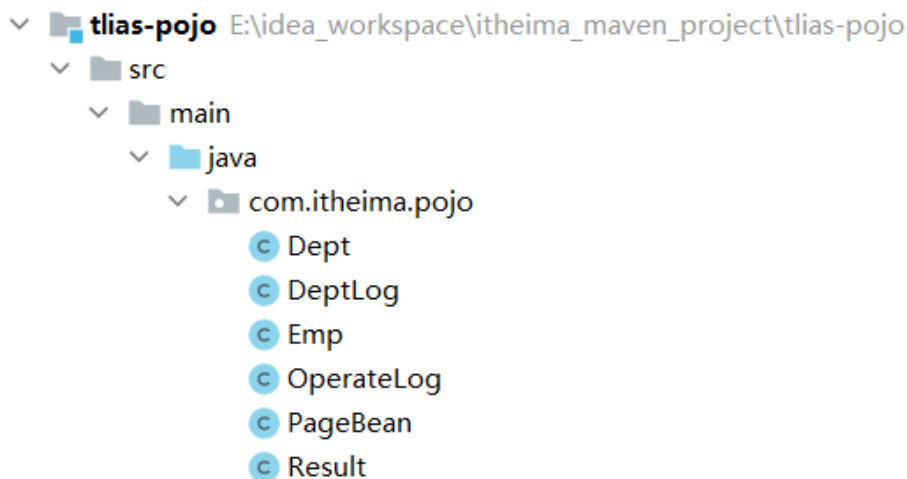 tlias-pojo E:\idea_workspace\itheima_maven_project\tlias-pojo
src
main
java
com.itheima.pojo
C Dept
C DeptLog
C Emp
C OperateLog
C PageBean
C Result